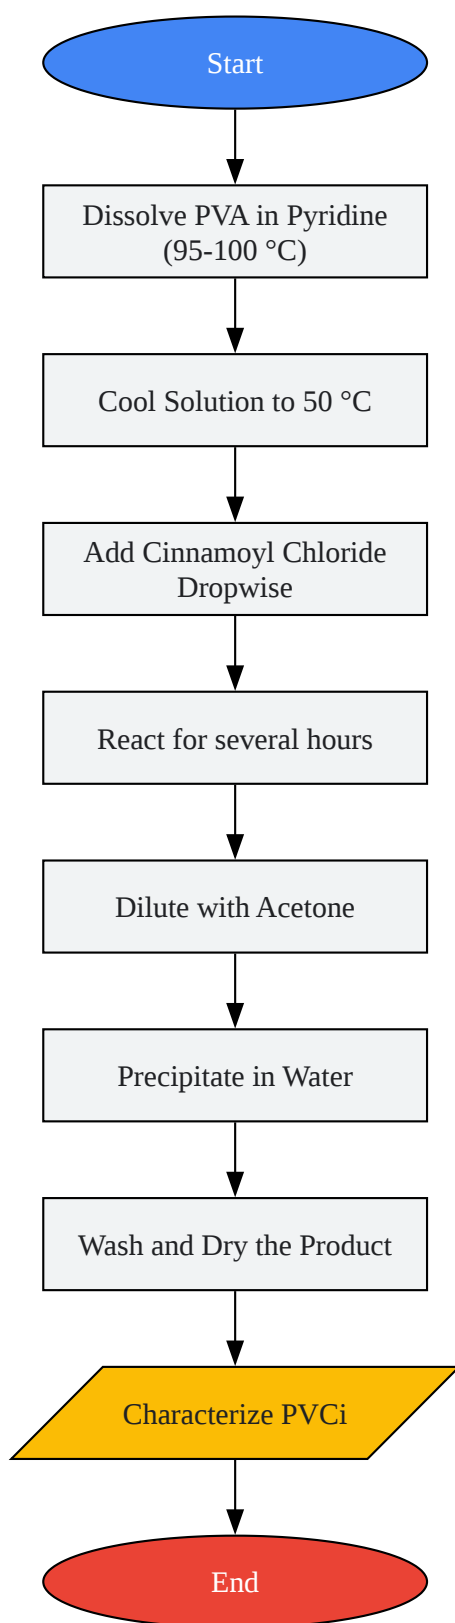 Start
Dissolve PVA in Pyridine
(95-100 °C)
Cool Solution to 50 °C
Add Cinnamoyl Chloride
Dropwise
React for several hours
Dilute with Acetone
Precipitate in Water
Wash and Dry the Product
Characterize PVCi
End